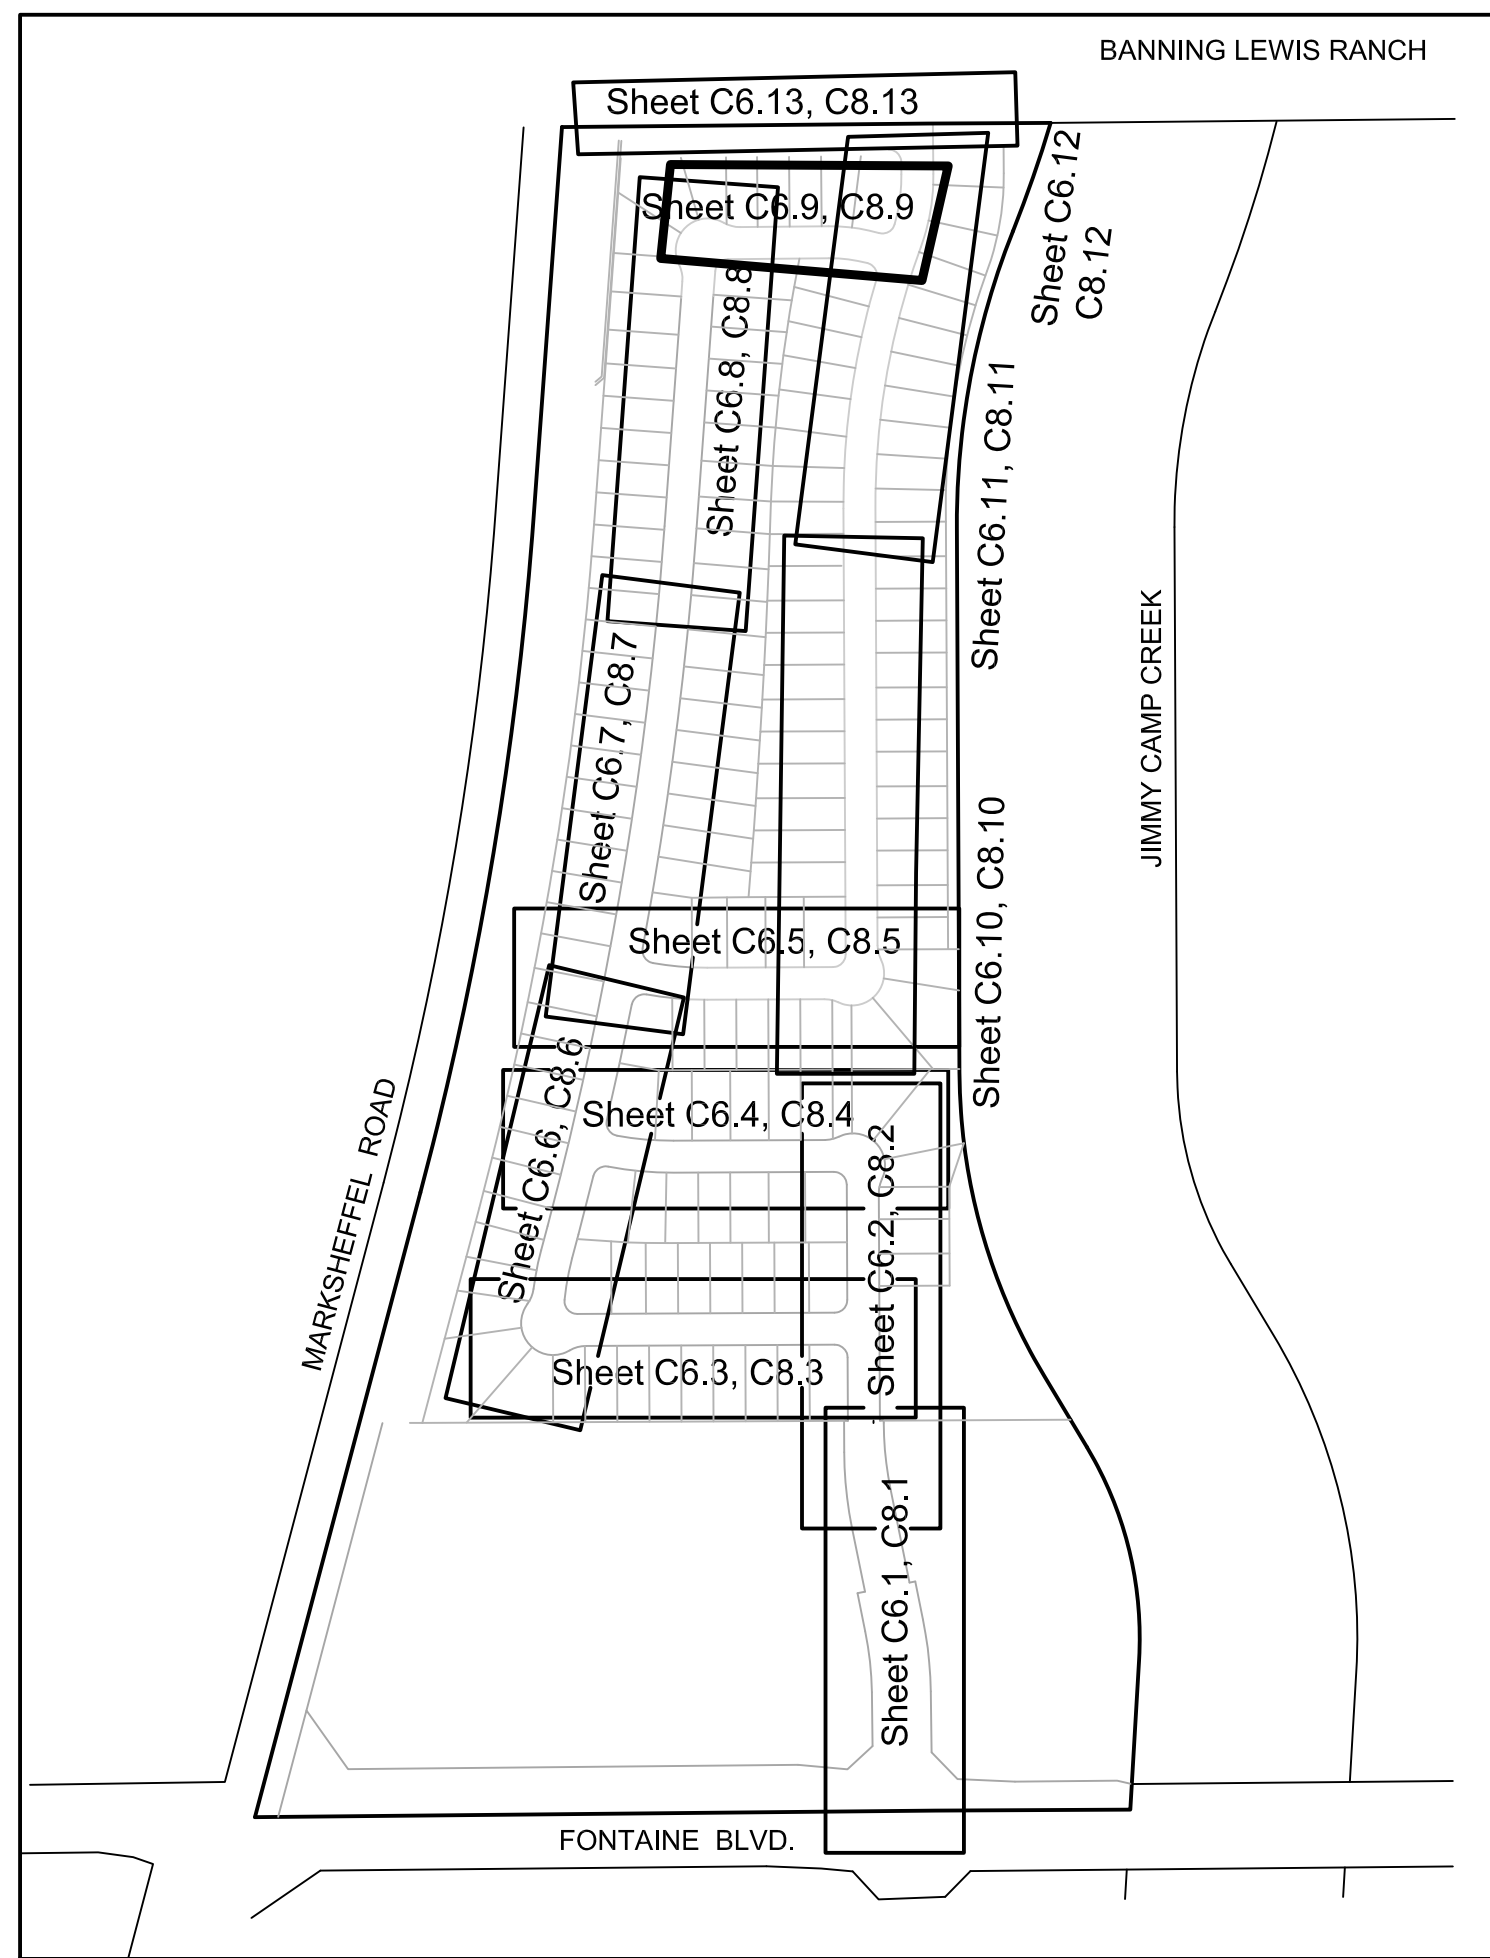 BANNING LEWIS RANCH
Sheet C6.13, C8.13
Sheet C6.12
C8.12
Sheet C6.9, C8.9
Sheet C6.8, C8.8
Sheet C6.11, C8.11
JIMMY CAMP CREEK
Sheet C6.7, C8.7
Sheet C6.10, C8.10
Sheet C6.5, C8.5
Sheet C6.6, C8.6
Sheet C6.4, C8.4
MARKSHEFFEL ROAD
Sheet C6.2, C8.2
Sheet C6.3, C8.3
Sheet C6.1, C8.1
FONTAINE BLVD.